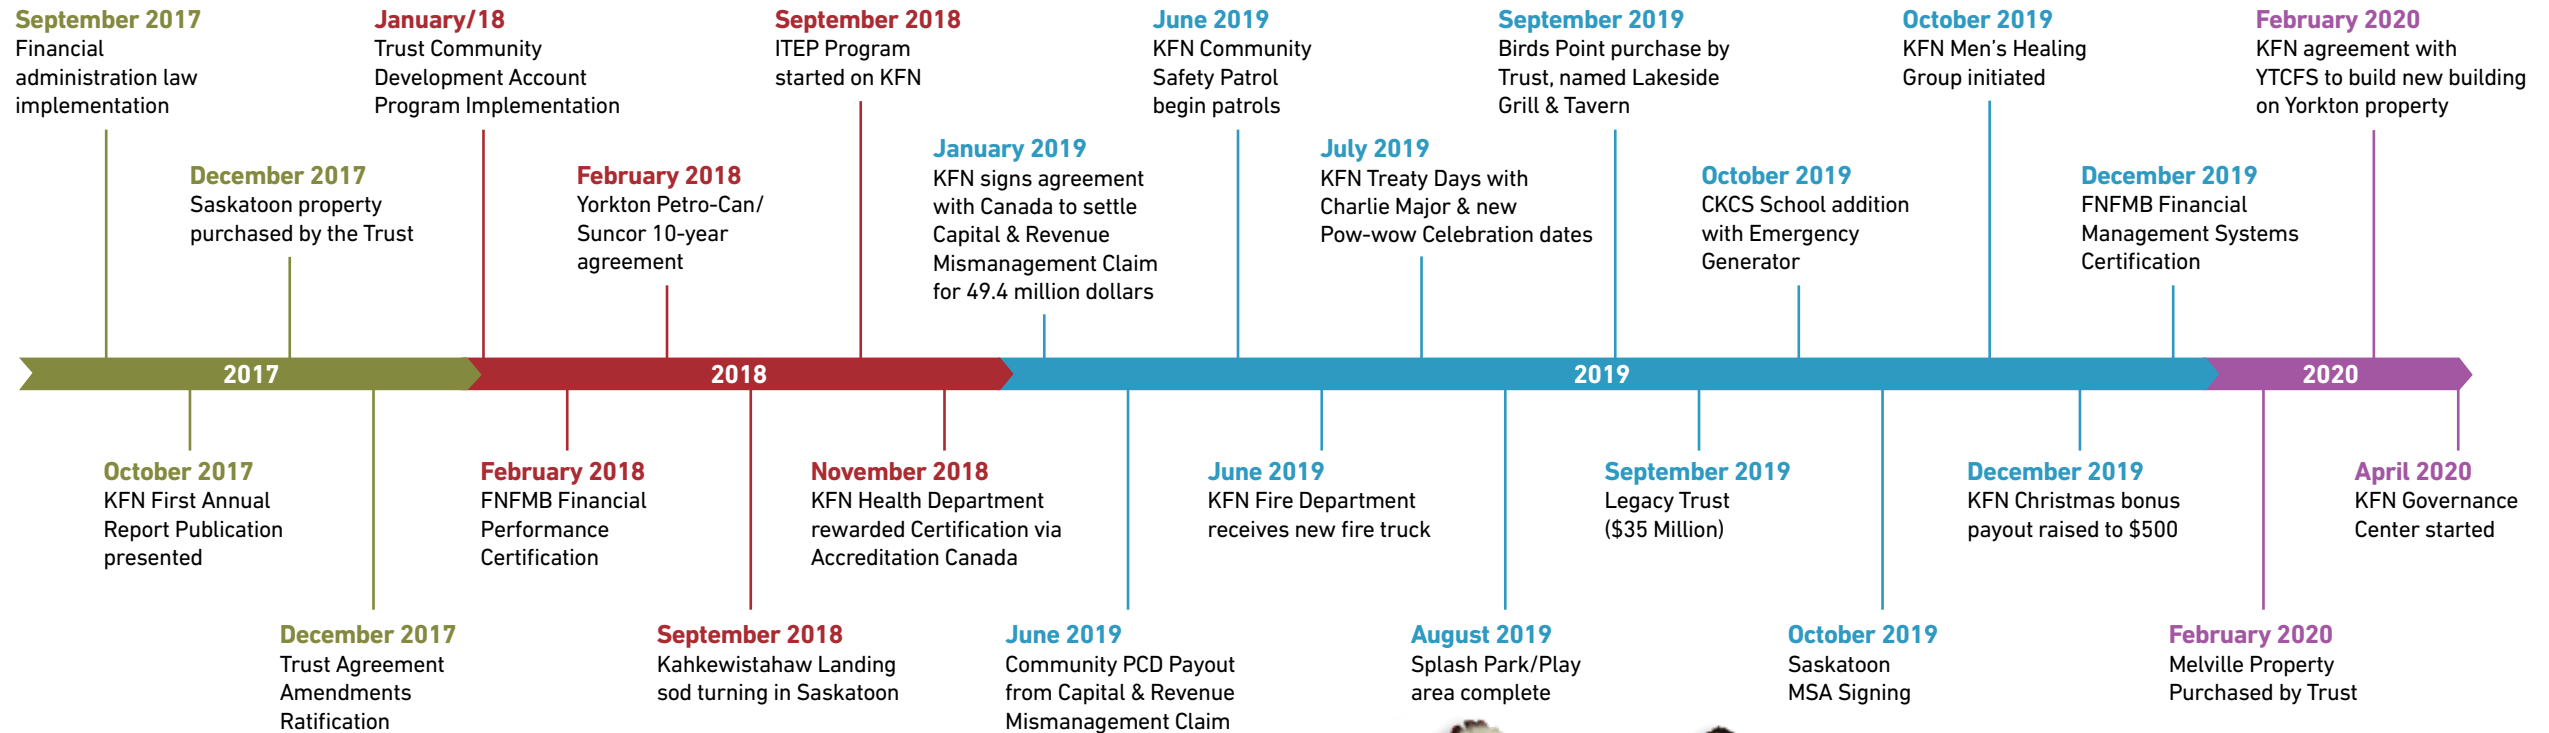 September 2017
Financial
administration law
implementation
December 2017
Saskatoon property
purchased by the Trust
January/18
Trust Community
Development Account
Program Implementation
February 2018
Yorkton Petro-Can/
Suncor 10-year
agreement
September 2018
ITEP Program
started on KFN
January 2019
KFN signs agreement
with Canada to settle
Capital & Revenue
Mismanagement Claim
for 49.4 million dollars
June 2019
KFN Community
Safety Patrol
begin patrols
July 2019
KFN Treaty Days with
Charlie Major & new
Pow-wow Celebration dates
September 2019
Birds Point purchase by
Trust, named Lakeside
Grill & Tavern
October 2019
CKCS School addition
with Emergency
Generator
October 2019
KFN Men's Healing
Group initiated
December 2019
FNFMB Financial
Management Systems
Certification
February 2020
KFN agreement with
YTCFS to build new building
on Yorkton property
2017
2018
2019
2020
October 2017
KFN First Annual
Report Publication
presented
December 2017
Trust Agreement
Amendments
Ratification
February 2018
FNFMB Financial
Performance
Certification
September 2018
Kahkewistahaw Landing
sod turning in Saskatoon
November 2018
KFN Health Department
rewarded Certification via
Accreditation Canada
June 2019
Community PCD Payout
from Capital & Revenue
Mismanagement Claim
June 2019
KFN Fire Department
receives new fire truck
August 2019
Splash Park/Play
area complete
September 2019
Legacy Trust
($35 Million)
October 2019
Saskatoon
MSA Signing
December 2019
KFN Christmas bonus
payout raised to $500
February 2020
Melville Property
Purchased by Trust
April 2020
KFN Governance
Center started